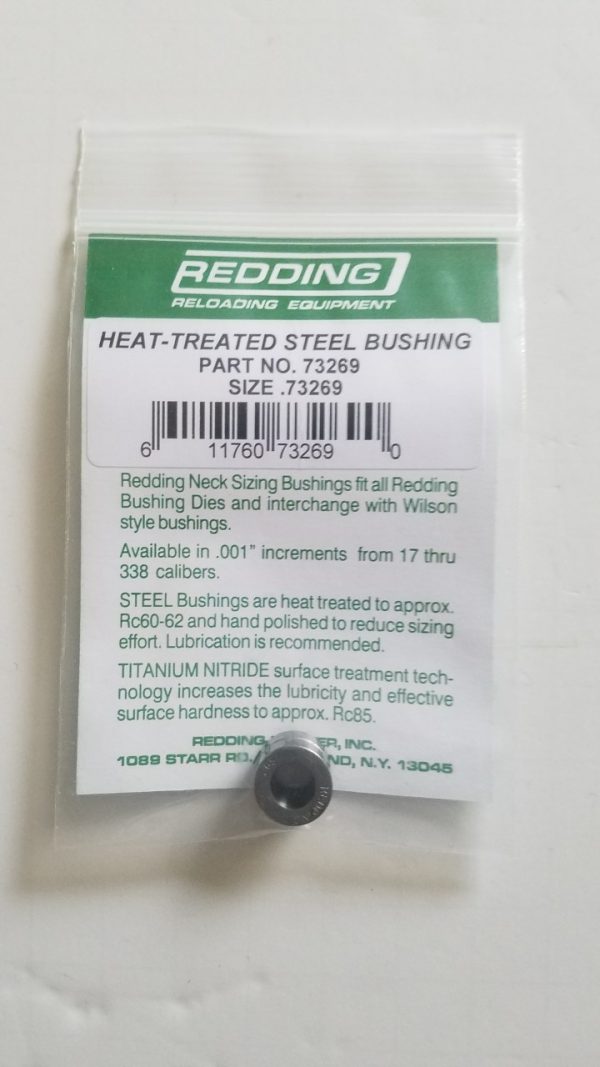 REDDING
RELOADING EQUIPMENT
HEAT-TREATED STEEL BUSHING
PART NO. 73269
SIZE .73269
6 11760 73269 0
Redding Neck Sizing Bushings fit all Redding
Bushing Dies and interchange with Wilson
style bushings.
Available in .001" increments from 17 thru
338 calibers.
STEEL Bushings are heat treated to approx.
Rc60-62 and hand polished to reduce sizing
effort. Lubrication is recommended.
TITANIUM NITRIDE surface treatment tech-
nology increases the lubricity and effective
surface hardness to approx. Rc85.
REDDING, INC.
1089 STARR RD., N.Y. 13045